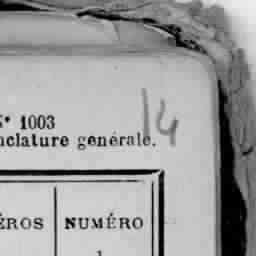 N° 1003
nclature générale.
14
ÉROS NUMÉRO